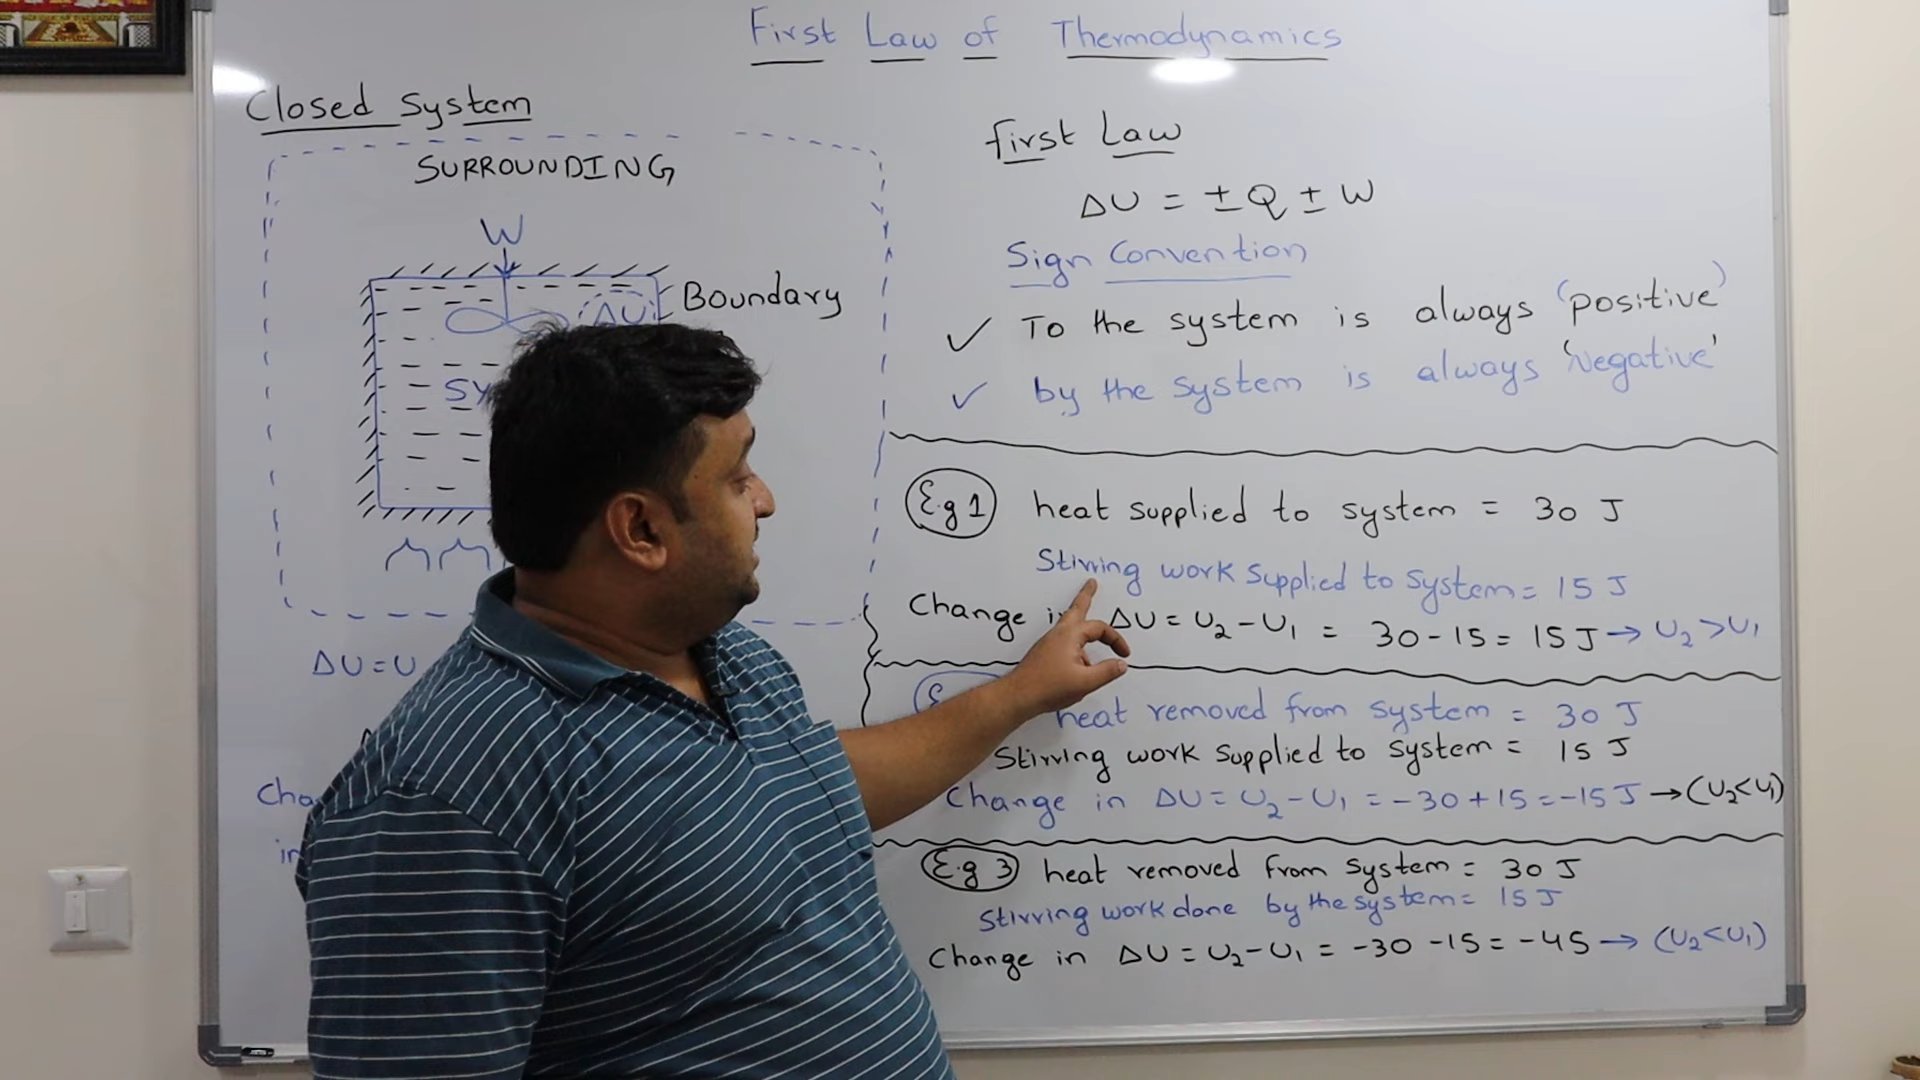 First Law of Thermodynamics
Closed System
SURROUNDING
W
ΔU
Boundary
SY
ΔU = U
Cha
in
First Law
ΔU = ± Q ± W
Sign Convention
✓ To the system is always 'positive'
✓ by the system is always 'Negative'
E.g 1 heat supplied to system = 30 J
Stirring work supplied to system = 15 J
Change in ΔU = U₂ - U₁ = 30 - 15 = 15 J → U₂ > U₁
heat removed from system = 30 J
Stirring work supplied to system = 15 J
Change in ΔU = U₂ - U₁ = -30 + 15 = -15 J → (U₂ < U₁)
E.g 3 heat removed from system = 30 J
Stirring work done by the system = 15 J
Change in ΔU = U₂ - U₁ = -30 - 15 = -45 → (U₂ < U₁)